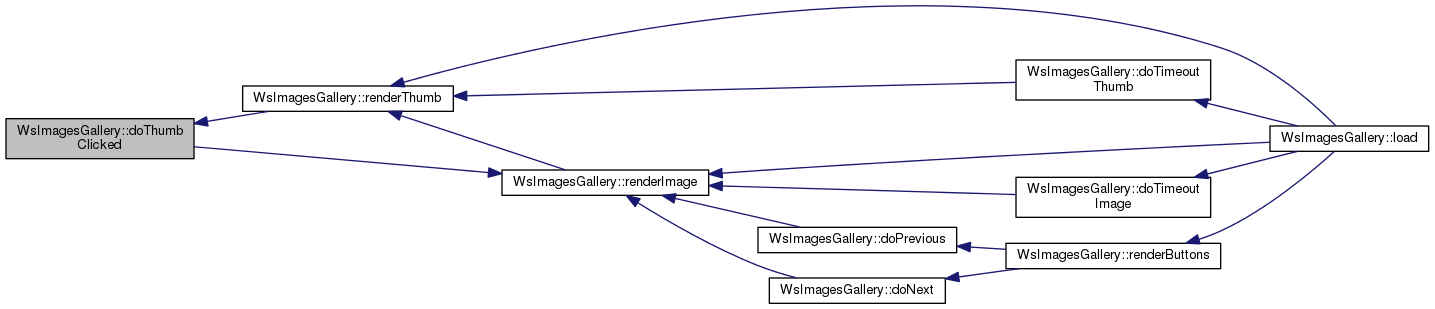 WsImagesGallery::doThumb
Clicked
WsImagesGallery::renderThumb
WsImagesGallery::renderImage
WsImagesGallery::doPrevious
WsImagesGallery::doNext
WsImagesGallery::doTimeout
Thumb
WsImagesGallery::doTimeout
Image
WsImagesGallery::renderButtons
WsImagesGallery::load